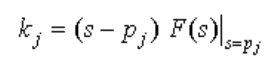 k_j = (s − p_j) F(s)|_{s=p_j}